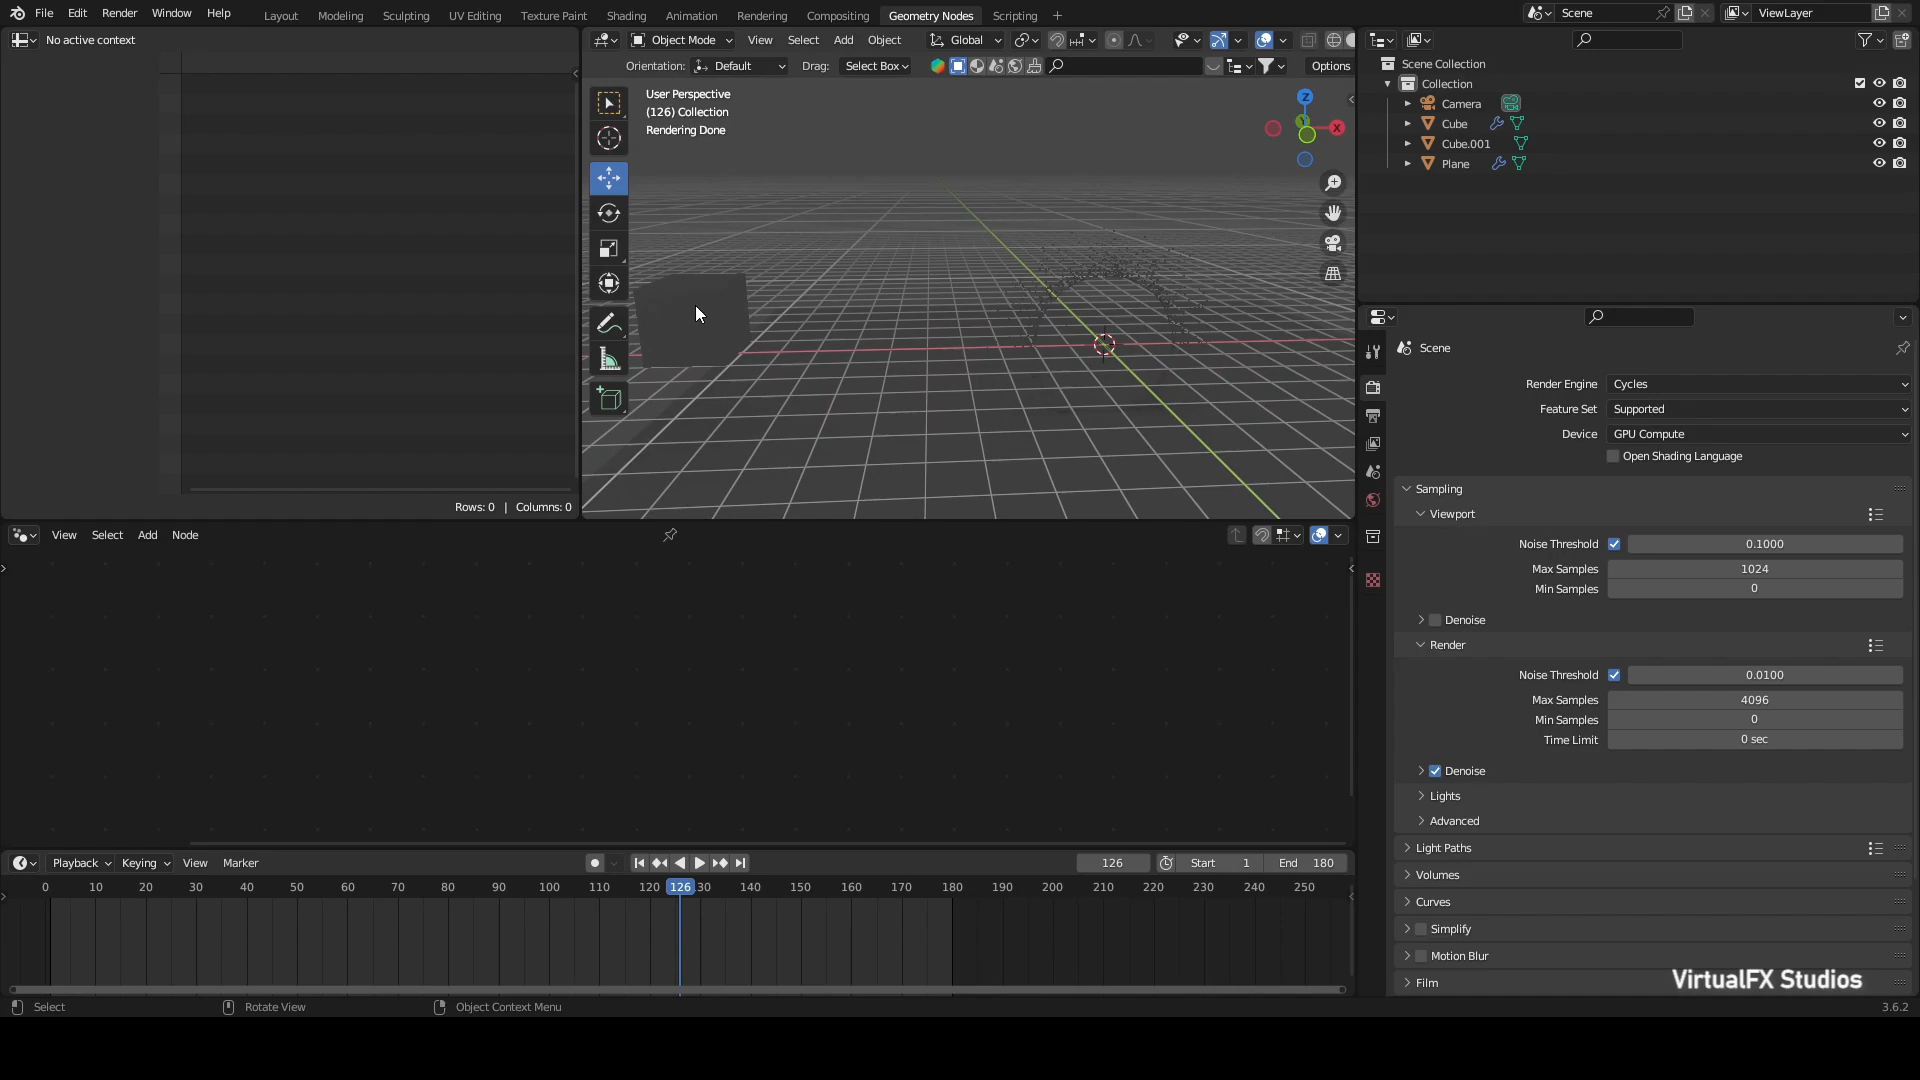 File Edit Render Window Help
Layout Modeling Sculpting UV Editing Texture Paint Shading Animation Rendering Compositing Geometry Nodes Scripting
Scene
ViewLayer
No active context
Rows: 0 | Columns: 0
Object Mode View Select Add Object Global
Orientation: Default Drag: Select Box Options
User Perspective
(126) Collection
Rendering Done
Z
Y
X
Scene Collection
Collection
Camera
Cube
Cube.001
Plane
Scene
Render Engine Cycles
Feature Set Supported
Device GPU Compute
Open Shading Language
Sampling
Viewport
Noise Threshold 0.1000
Max Samples 1024
Min Samples 0
Denoise
Render
Noise Threshold 0.0100
Max Samples 4096
Min Samples 0
Time Limit 0 sec
Denoise
Lights
Advanced
Light Paths
Volumes
Curves
Simplify
Motion Blur
Film
View Select Add Node
Playback Keying View Marker
126
Start 1 End 180
0 10 20 30 40 50 60 70 80 90 100 110 120 126 30 140 150 160 170 180 190 200 210 220 230 240 250
Select Rotate View Object Context Menu
VirtualFX Studios
3.6.2